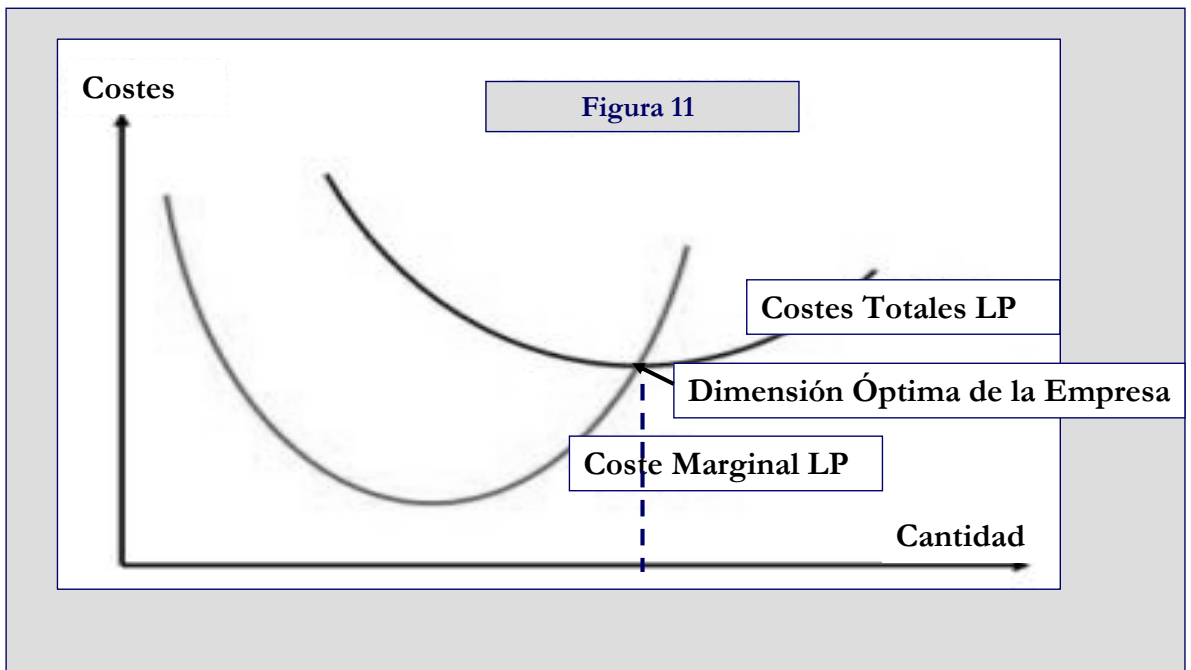 Costes
Figura 11
Costes Totales LP
Dimensión Óptima de la Empresa
Coste Marginal LP
Cantidad